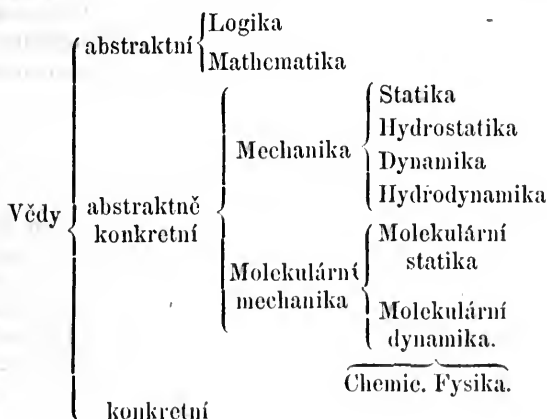 abstraktní
Logika
Mathematika
Vědy
abstraktně
konkretní
Mechanika
Statika
Hydrostatika
Dynamika
Hydrodynamika
Molekulární
mechanika
Molekulární
statika
Molekulární
dynamika.
Chemie. Fysika.
konkretní